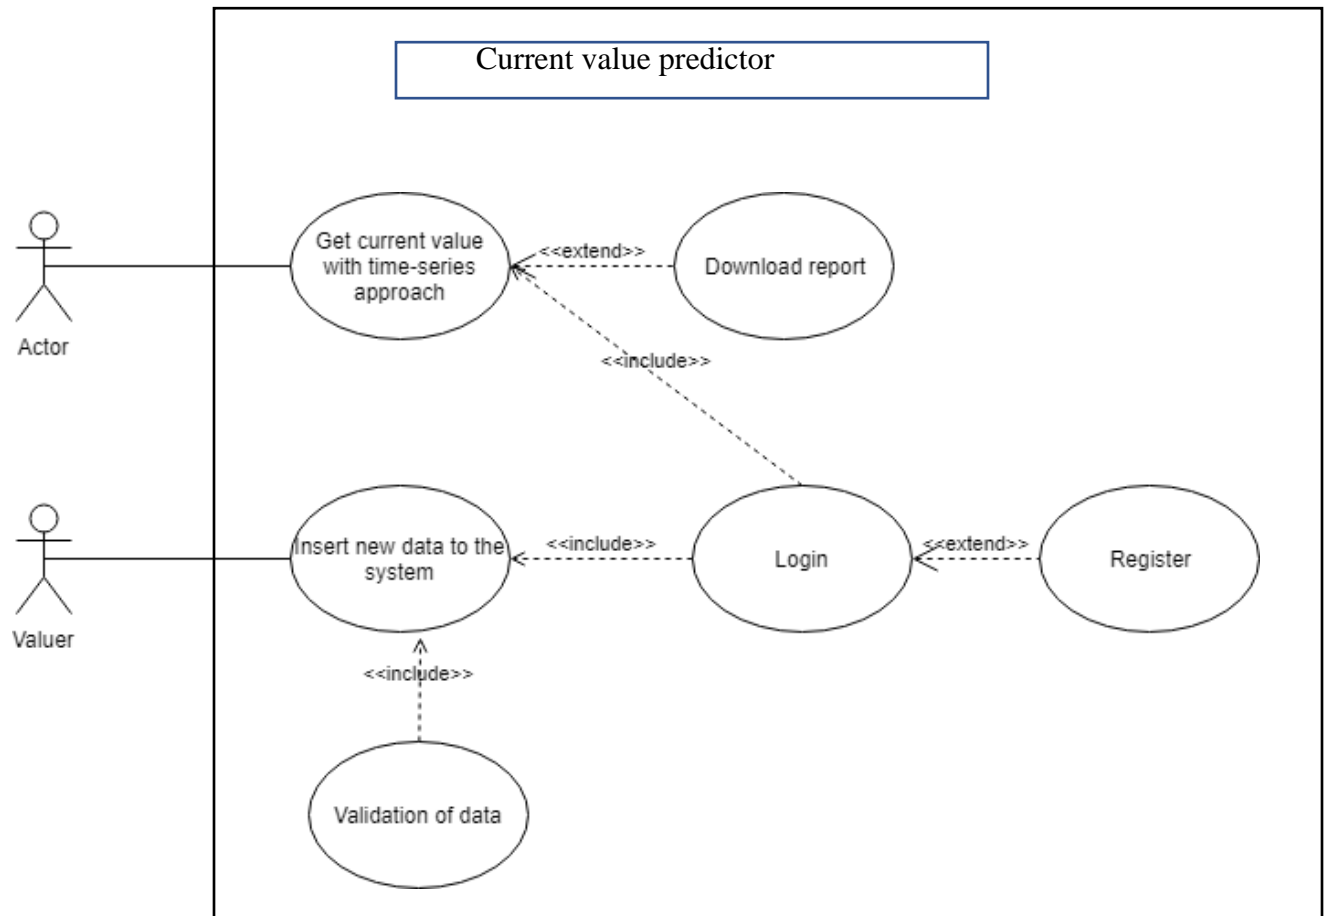 Current value predictor
Get current value
with time-series
approach
<<extend>>
Download report
Actor
<<include>>
Insert new data to the
system
<<include>>
Login
<<extend>>
Register
Valuer
<<include>>
Validation of data